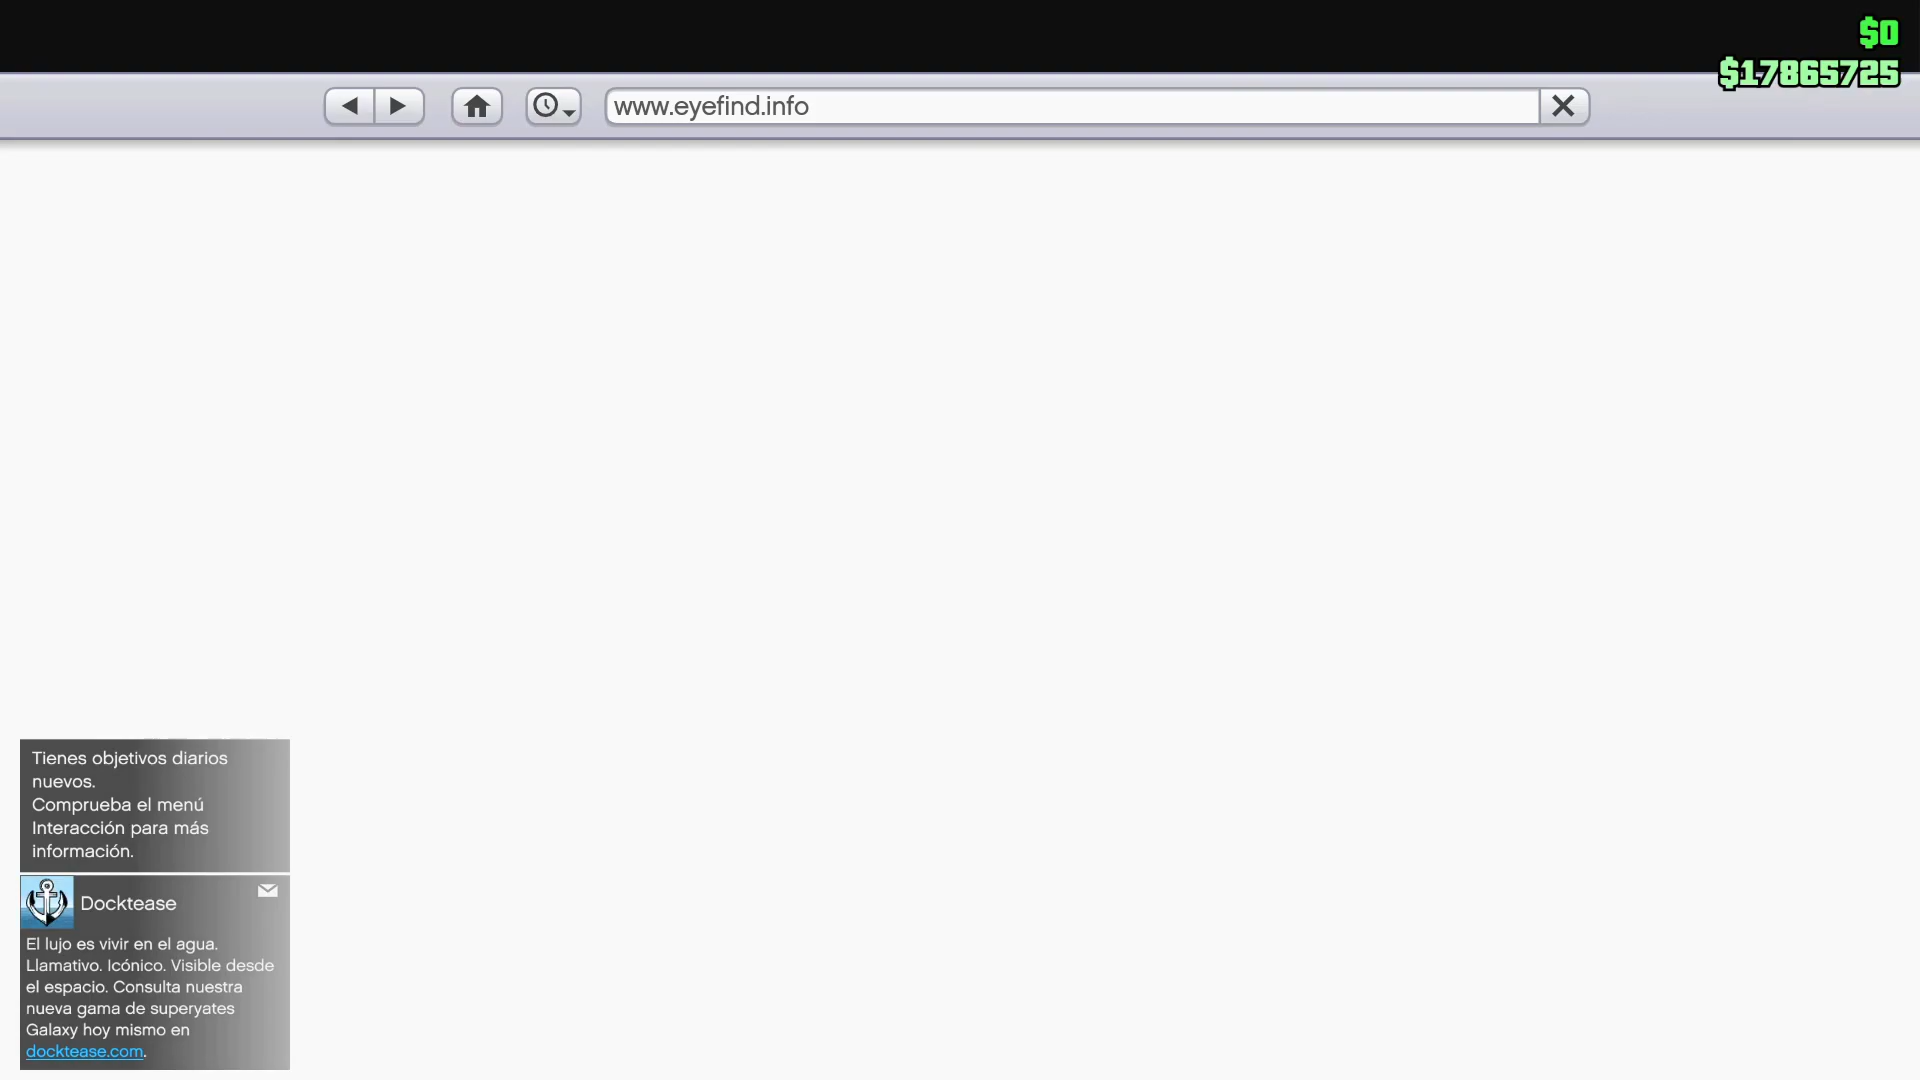 $0
$17865725
www.eyefind.info
Tienes objetivos diarios
nuevos.
Comprueba el menú
Interacción para más
información.
Docktease
El lujo es vivir en el agua.
Llamativo. Icónico. Visible desde
el espacio. Consulta nuestra
nueva gama de superyates
Galaxy hoy mismo en
docktease.com.